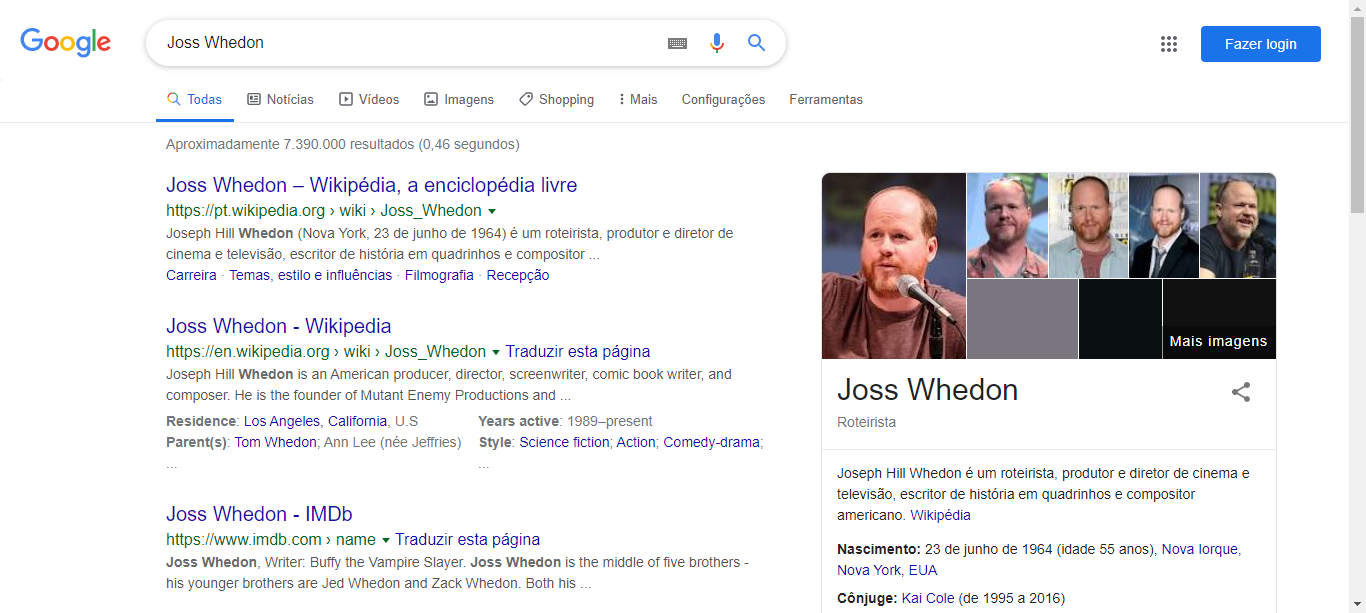 Google
Joss Whedon
Fazer login
Todas
Notícias
Vídeos
Imagens
Shopping
Mais
Configurações
Ferramentas
Aproximadamente 7.390.000 resultados (0,46 segundos)
Joss Whedon – Wikipédia, a enciclopédia livre
https://pt.wikipedia.org › wiki › Joss_Whedon
Joseph Hill Whedon (Nova York, 23 de junho de 1964) é um roteirista, produtor e diretor de
cinema e televisão, escritor de história em quadrinhos e compositor ...
Carreira · Temas, estilo e influências · Filmografia · Recepção
Joss Whedon - Wikipedia
https://en.wikipedia.org › wiki › Joss_Whedon Traduzir esta página
Joseph Hill Whedon is an American producer, director, screenwriter, comic book writer, and
composer. He is the founder of Mutant Enemy Productions and ...
Residence: Los Angeles, California, U.S
Years active: 1989–present
Parent(s): Tom Whedon; Ann Lee (née Jeffries)
Style: Science fiction; Action; Comedy-drama;
...
...
Joss Whedon - IMDb
https://www.imdb.com › name Traduzir esta página
Joss Whedon, Writer: Buffy the Vampire Slayer. Joss Whedon is the middle of five brothers -
his younger brothers are Jed Whedon and Zack Whedon. Both his ...
Mais imagens
Joss Whedon
Roteirista
Joseph Hill Whedon é um roteirista, produtor e diretor de cinema e
televisão, escritor de história em quadrinhos e compositor
americano. Wikipédia
Nascimento: 23 de junho de 1964 (idade 55 anos), Nova Iorque,
Nova York, EUA
Cônjuge: Kai Cole (de 1995 a 2016)